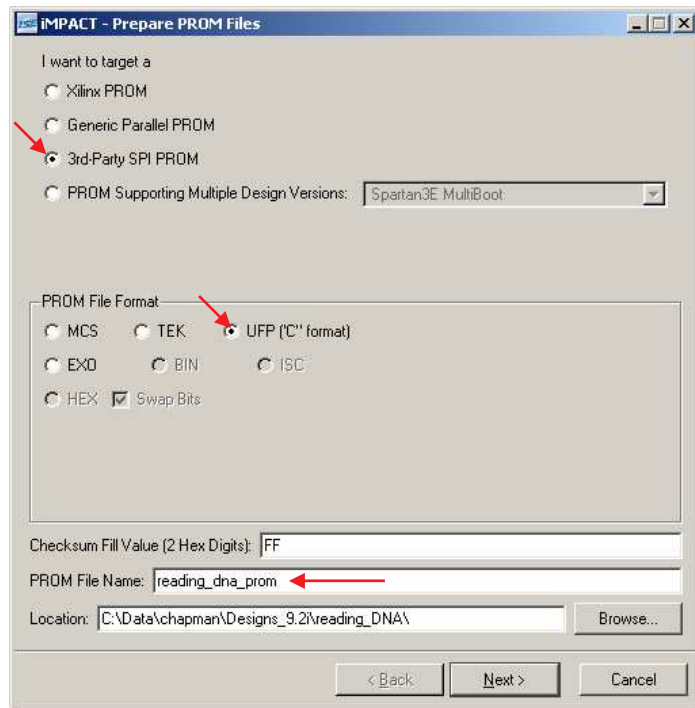 iMPACT - Prepare PROM Files
I want to target a
Xilinx PROM
Generic Parallel PROM
3rd-Party SPI PROM
PROM Supporting Multiple Design Versions: Spartan3E MultiBoot
PROM File Format
MCS TEK UFP ('C" format)
EXO BIN ISC
HEX Swap Bits
Checksum Fill Value (2 Hex Digits): FF
PROM File Name: reading_dna_prom
Location: C:\Data\chapman\Designs_9.2i\reading_DNA\ Browse...
< Back Next > Cancel